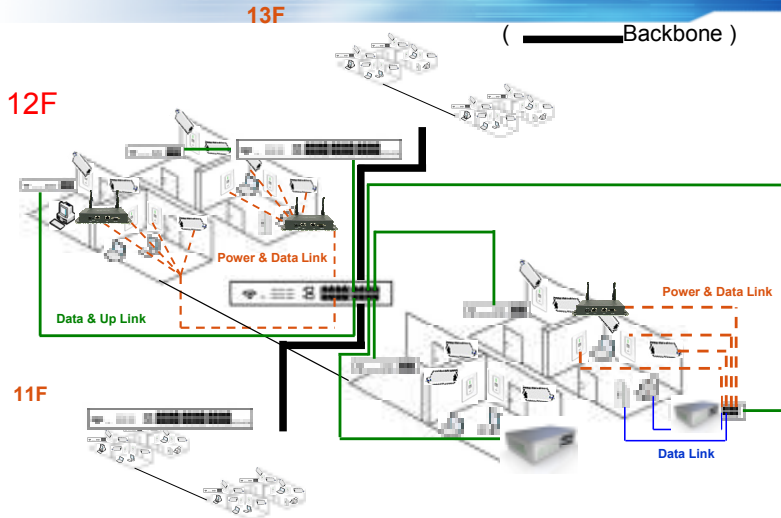 13F
( Backbone )
12F
Power & Data Link
Power & Data Link
Data & Up Link
11F
Data Link